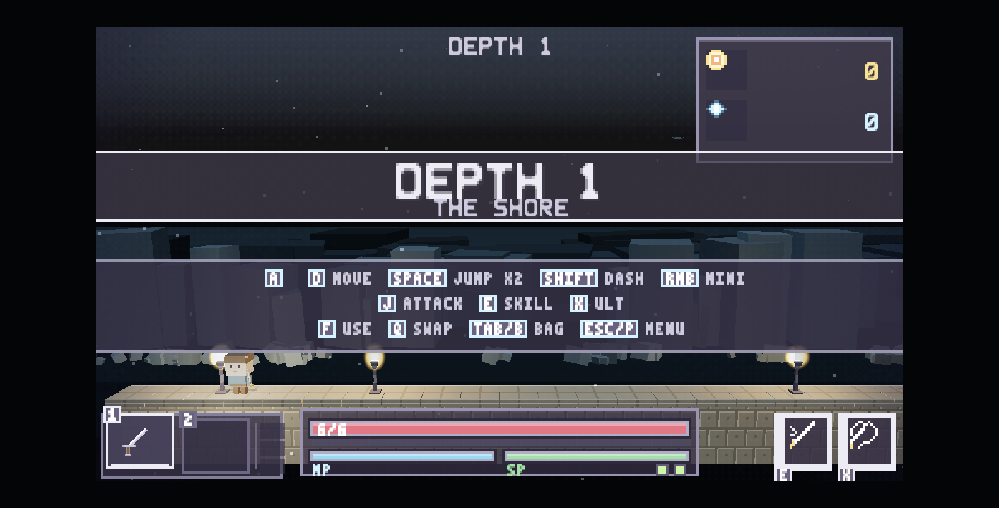 DEPTH 1
0
0
DEPTH 1
THE SHORE
A D MOVE SPACE JUMP X2 SHIFT DASH RMB MINI
J ATTACK E SKILL X ULT
F USE Q SWAP TAB/B BAG ESC/P MENU
1 2
6/6
MP SP
E X